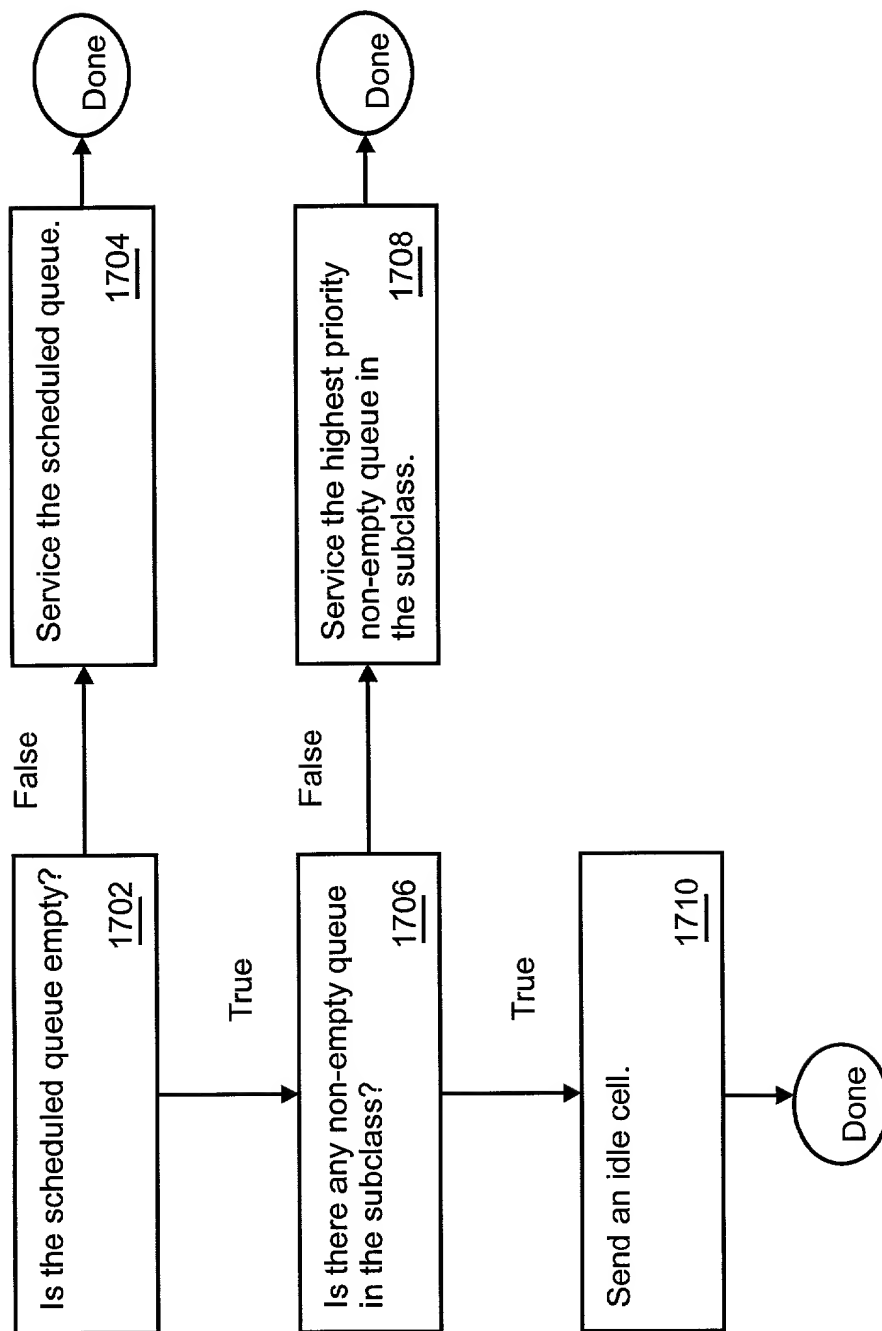 Is the scheduled queue empty?
1702
False
Service the scheduled queue.
1704
Done
True
Is there any non-empty queue
in the subclass?
1706
False
Service the highest priority
non-empty queue in
the subclass.
1708
Done
True
Send an idle cell.
1710
Done